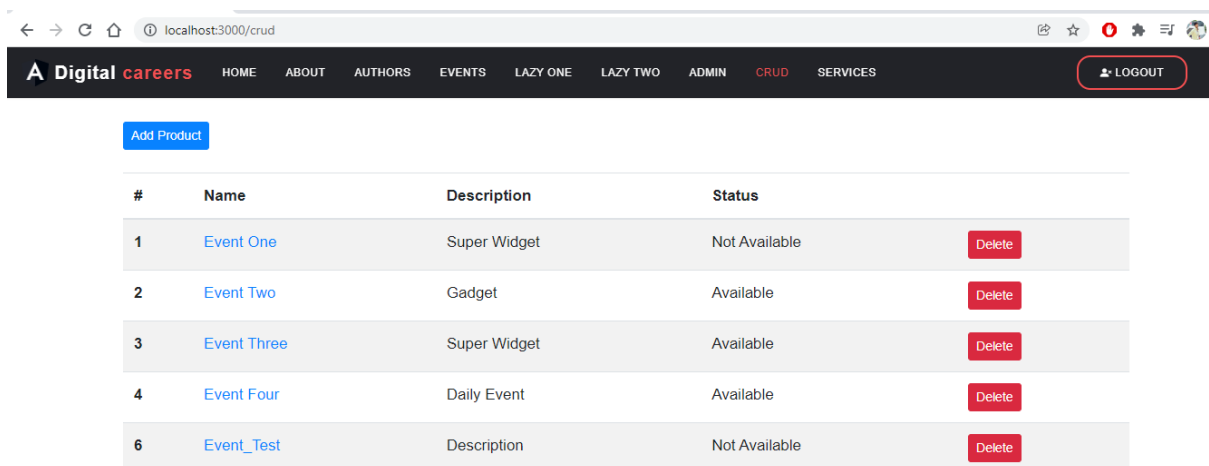 localhost:3000/crud
A Digital careers HOME ABOUT AUTHORS EVENTS LAZY ONE LAZY TWO ADMIN CRUD SERVICES LOGOUT
Add Product
# Name Description Status
1 Event One Super Widget Not Available Delete
2 Event Two Gadget Available Delete
3 Event Three Super Widget Available Delete
4 Event Four Daily Event Available Delete
6 Event_Test Description Not Available Delete